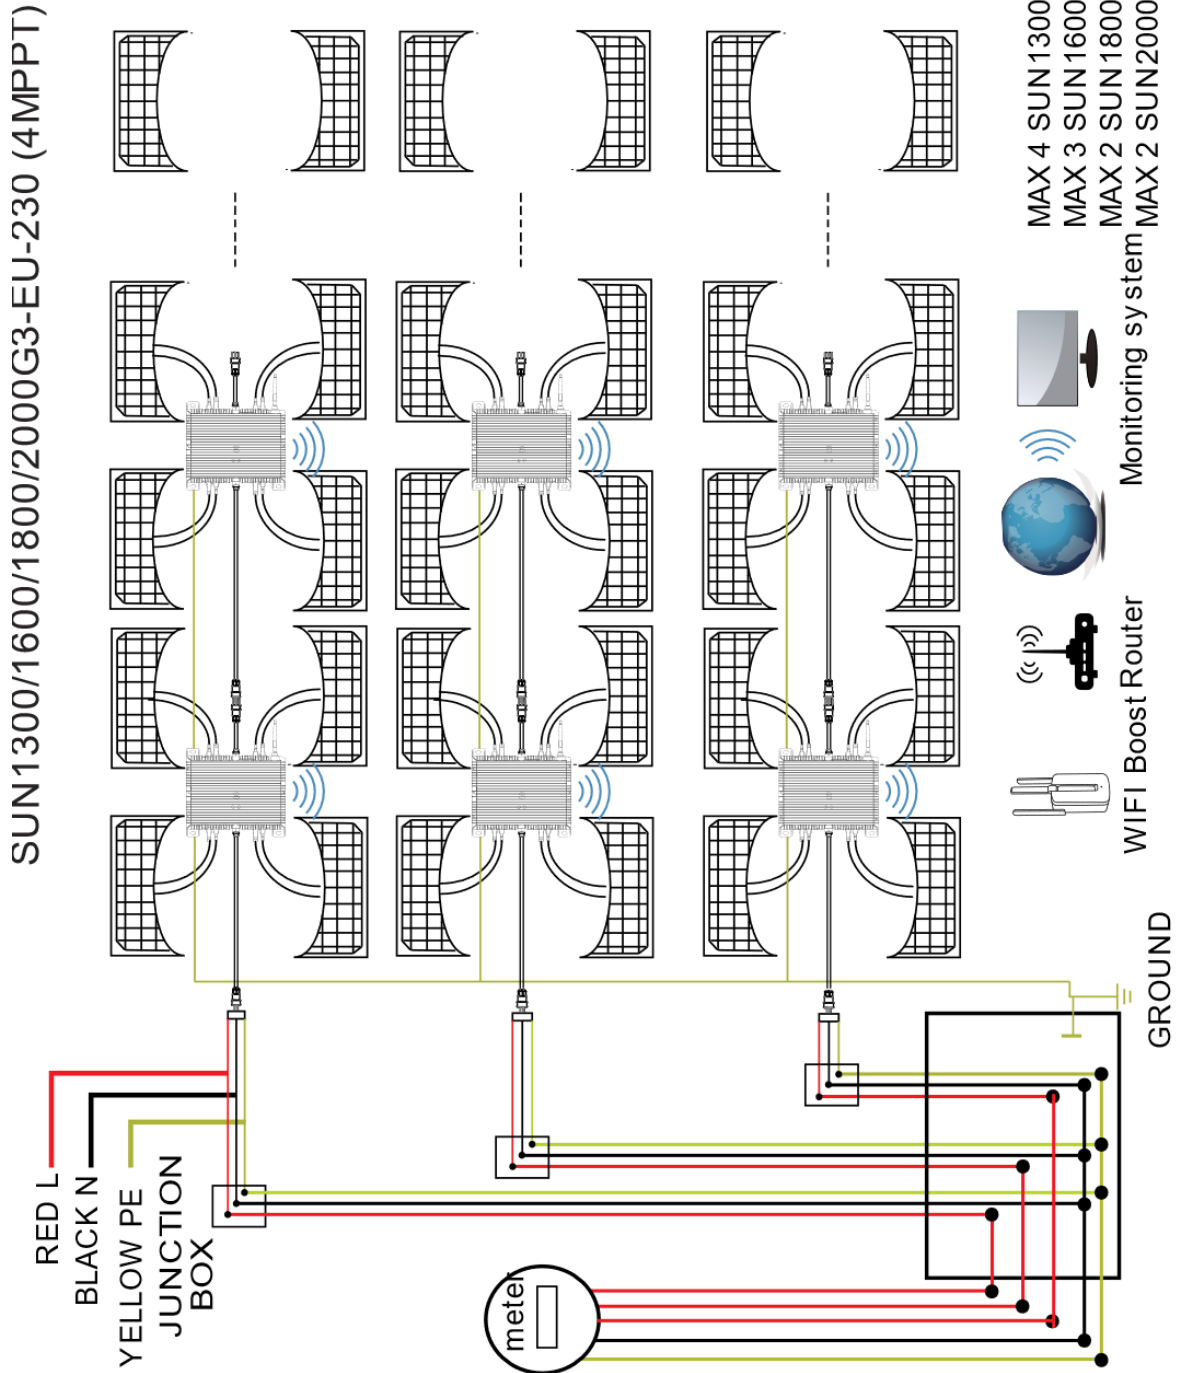 SUN1300/1600/1800/2000G3-EU-230 (4MPPT)
RED L
BLACK N
YELLOW PE
JUNCTION
BOX
meter
GROUND
WIFI Boost Router
Monitoring system
MAX 4 SUN1300
MAX 3 SUN1600
MAX 2 SUN1800
MAX 2 SUN2000